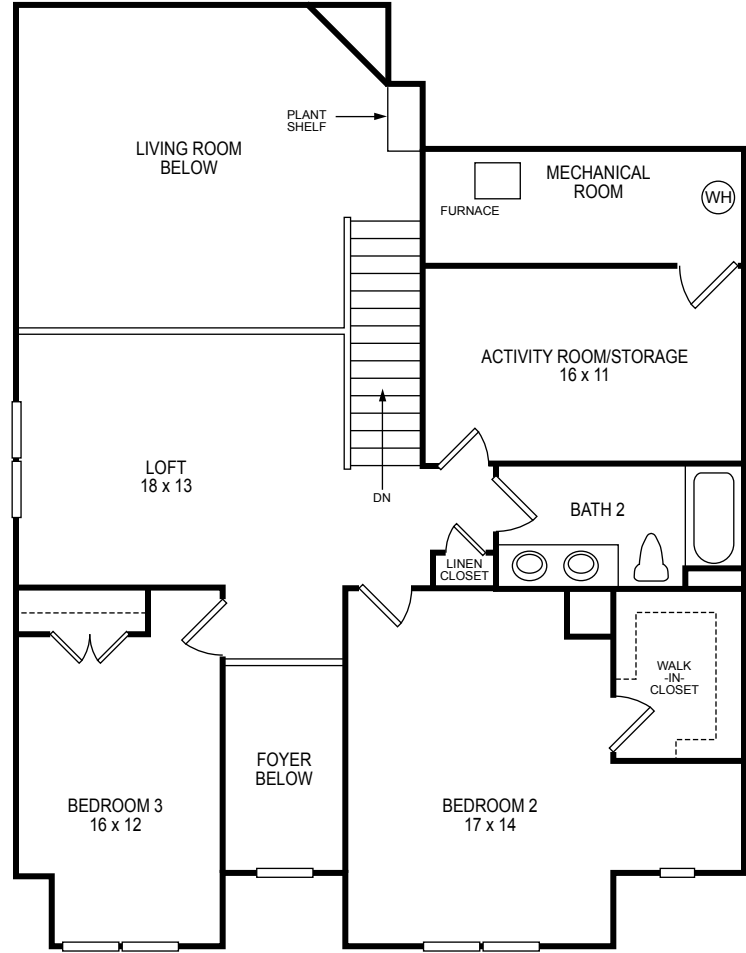 PLANT
SHELF
LIVING ROOM
BELOW
MECHANICAL
ROOM
WH
FURNACE
ACTIVITY ROOM/STORAGE
16 x 11
LOFT
18 x 13
DN
BATH 2
LINEN
CLOSET
WALK
-IN-
CLOSET
FOYER
BELOW
BEDROOM 3
16 x 12
BEDROOM 2
17 x 14